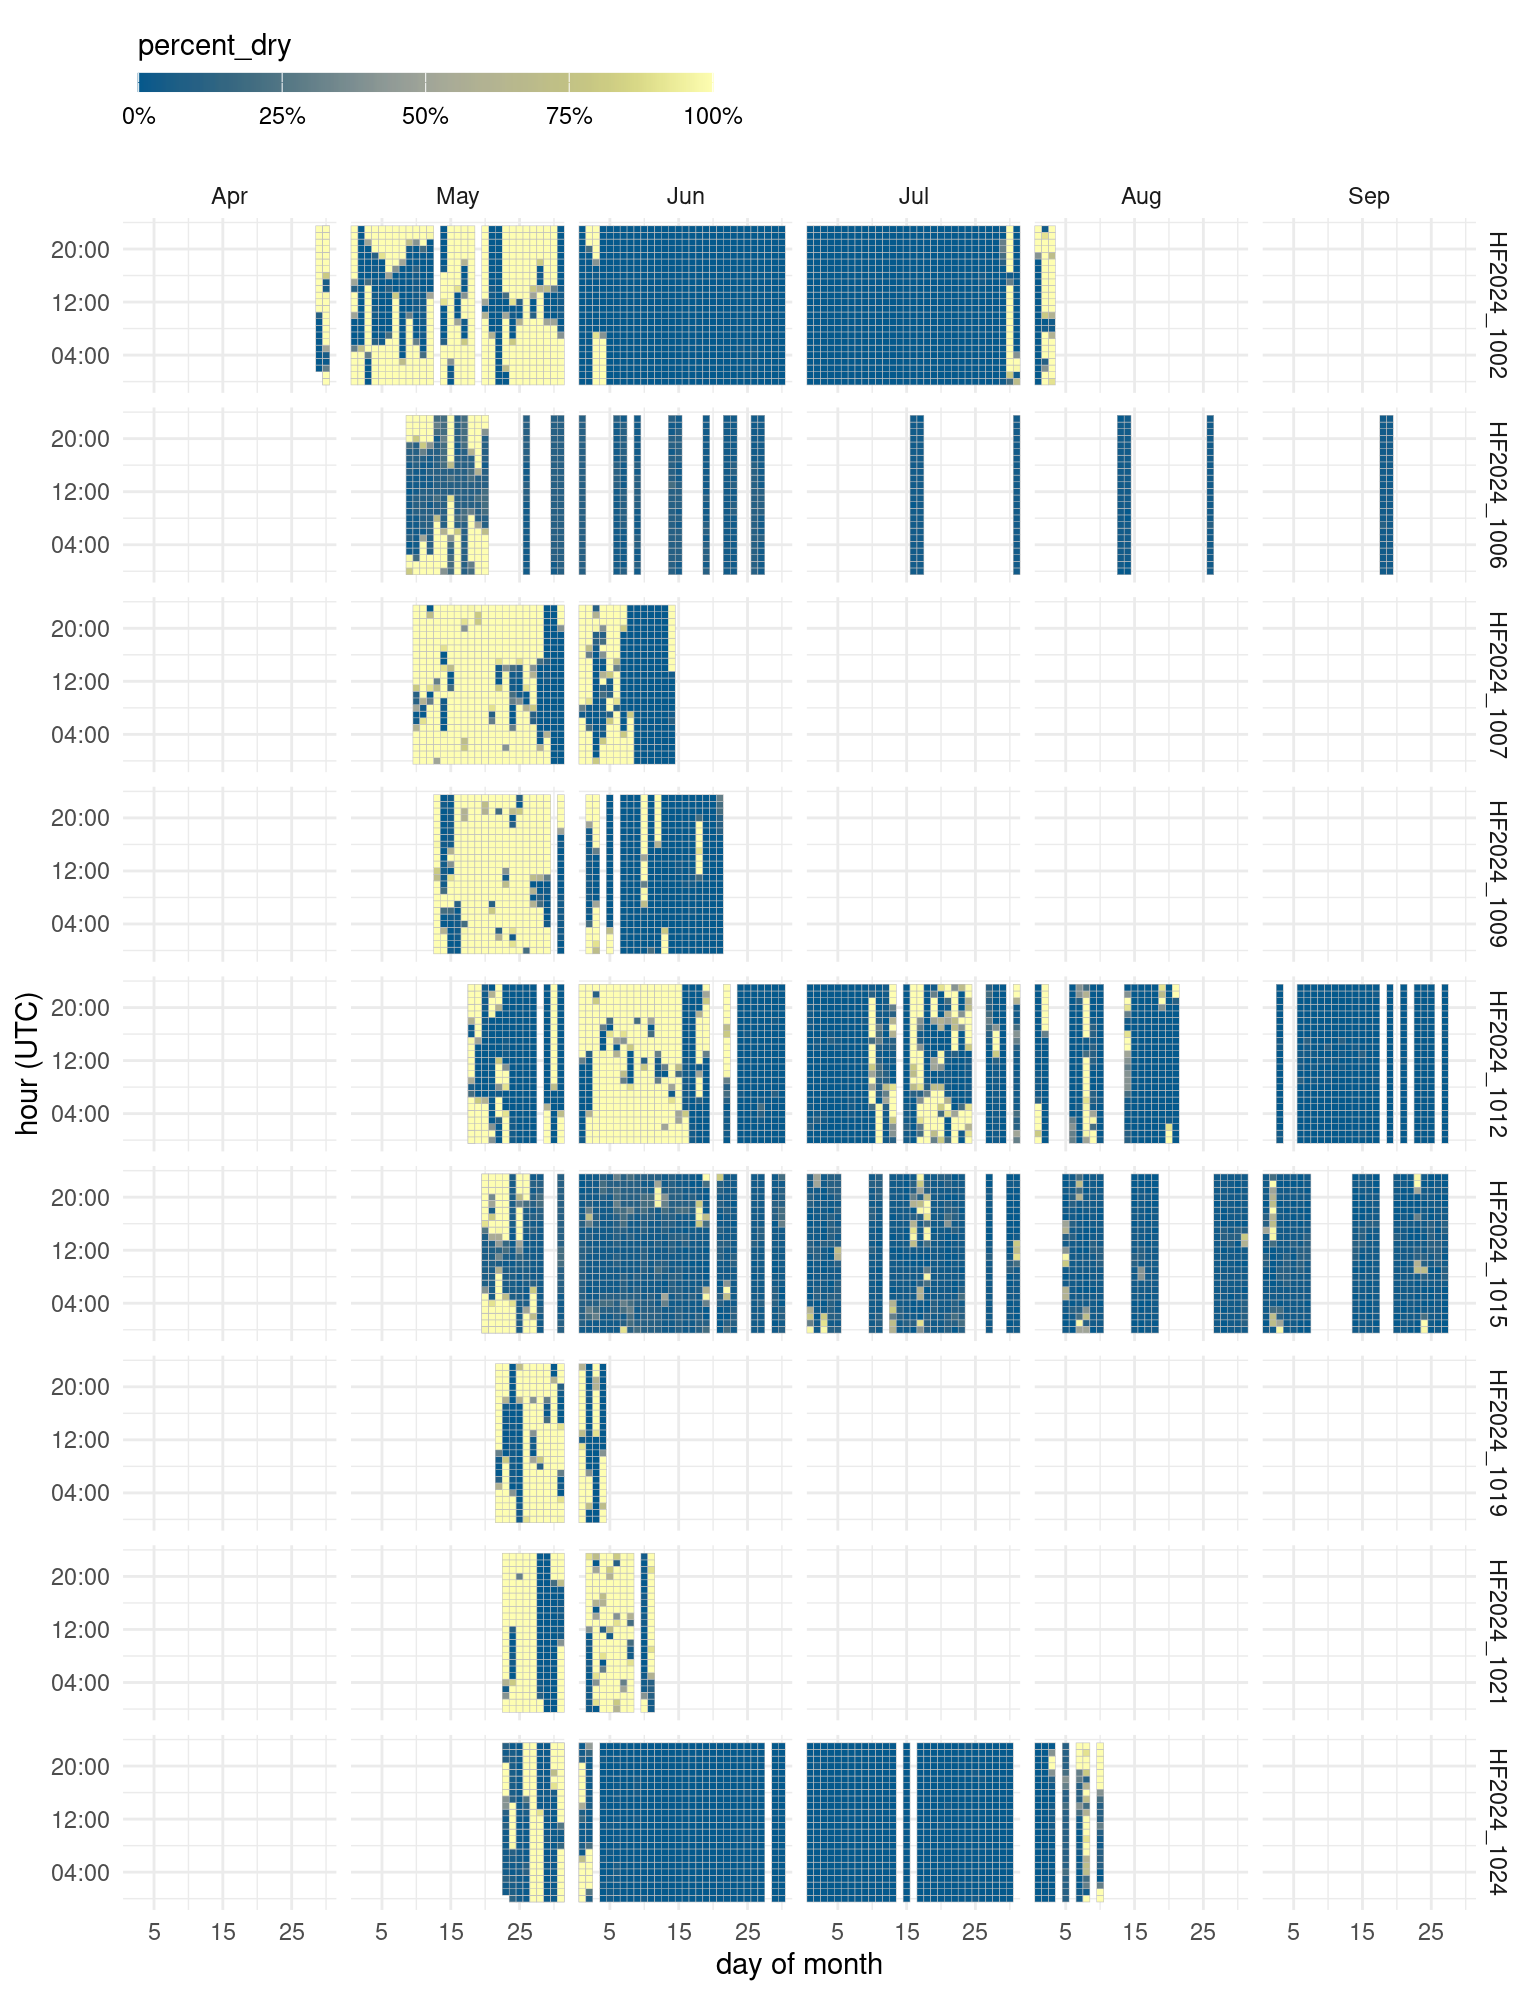 percent_dry
0% 25% 50% 75% 100%
Apr May Jun Jul Aug Sep
20:00
12:00
04:00
HF2024_1002
20:00
12:00
04:00
HF2024_1006
20:00
12:00
04:00
HF2024_1007
20:00
12:00
04:00
HF2024_1009
hour (UTC)
20:00
12:00
04:00
HF2024_1012
20:00
12:00
04:00
HF2024_1015
20:00
12:00
04:00
HF2024_1019
20:00
12:00
04:00
HF2024_1021
20:00
12:00
04:00
HF2024_1024
5 15 25 5 15 25 5 15 25 5 15 25 5 15 25 5 15 25
day of month